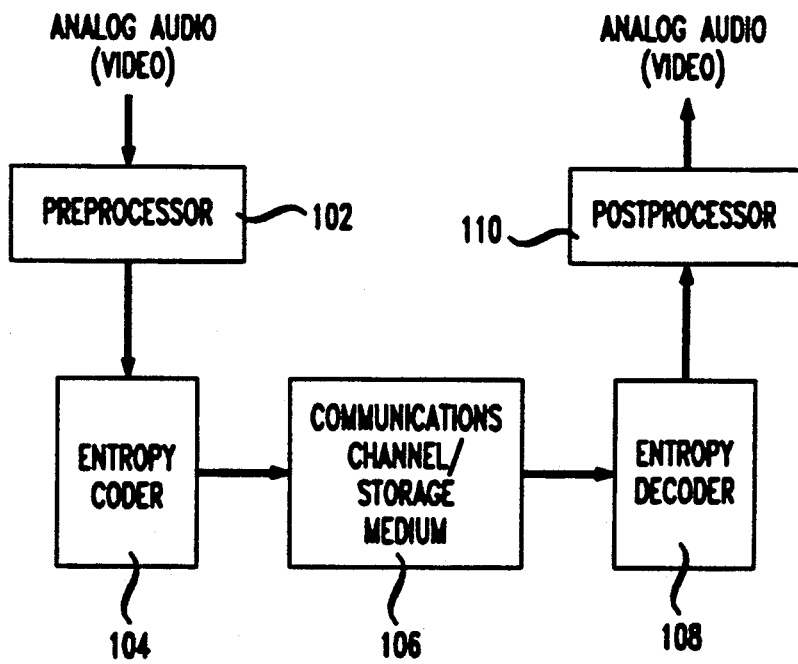 ANALOG AUDIO
(VIDEO)
ANALOG AUDIO
(VIDEO)
PREPROCESSOR
102
110
POSTPROCESSOR
ENTROPY
CODER
COMMUNICATIONS
CHANNEL/
STORAGE
MEDIUM
ENTROPY
DECODER
104
106
108